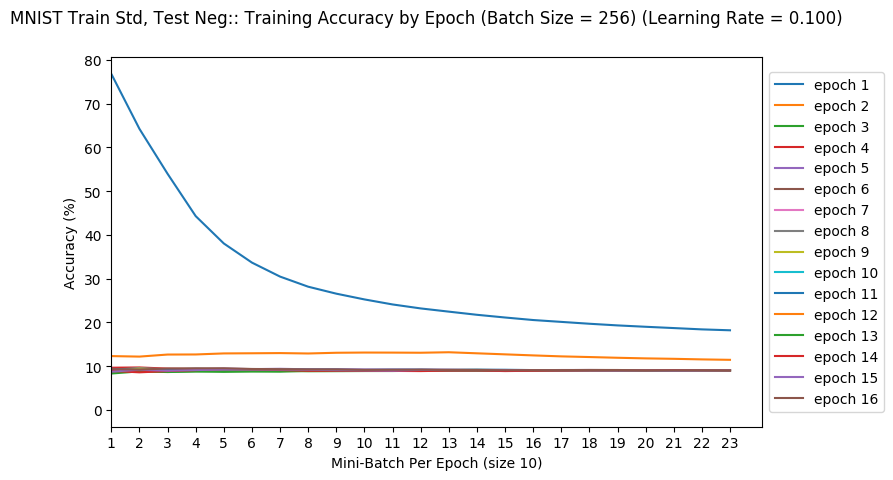 MNIST Train Std, Test Neg:: Training Accuracy by Epoch (Batch Size = 256) (Learning Rate = 0.100)
80
70
60
50
40
30
20
10
0
Accuracy (%)
1 2 3 4 5 6 7 8 9 10 11 12 13 14 15 16 17 18 19 20 21 22 23
Mini-Batch Per Epoch (size 10)
epoch 1
epoch 2
epoch 3
epoch 4
epoch 5
epoch 6
epoch 7
epoch 8
epoch 9
epoch 10
epoch 11
epoch 12
epoch 13
epoch 14
epoch 15
epoch 16